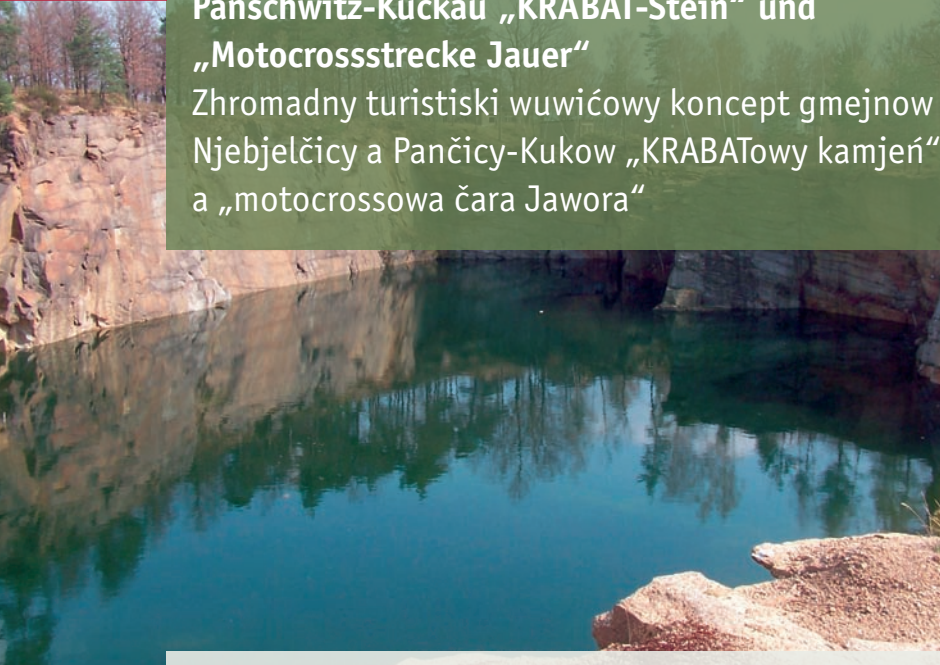 Panschwitz-Kuckau „KRABAT-Stein“ und
„Motocrossstrecke Jauer“
Zhromadny turistiski wuwićowy koncept gmejnow
Njebjelčicy a Pančicy-Kukow „KRABATowy kamjeń“
a „motocrossowa čara Jawora“